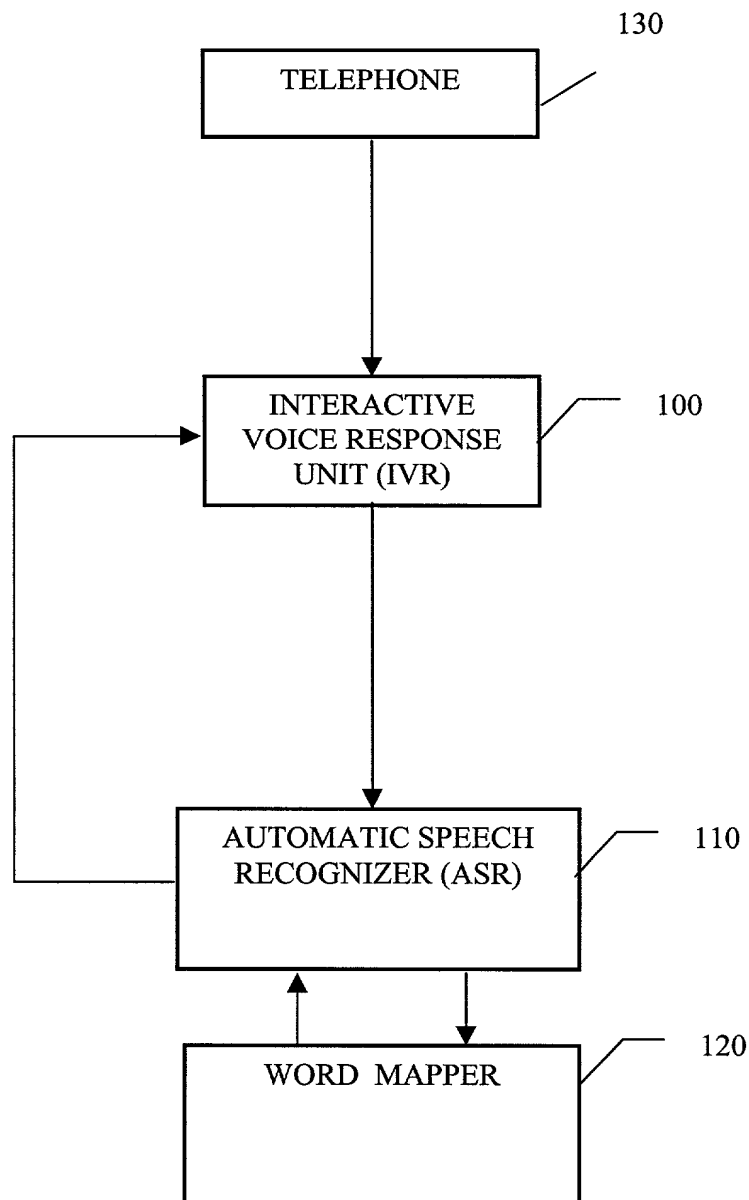 130
TELEPHONE
INTERACTIVE
VOICE RESPONSE
UNIT (IVR)
100
AUTOMATIC SPEECH
RECOGNIZER (ASR)
110
120
WORD MAPPER